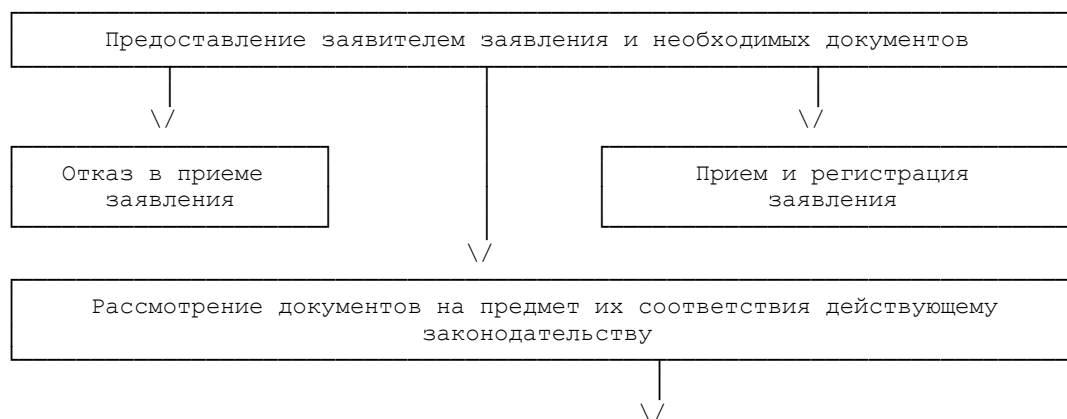 Предоставление заявителем заявления и необходимых документов
Отказ в приеме
заявления
Прием и регистрация
заявления
Рассмотрение документов на предмет их соответствия действующему
законодательству